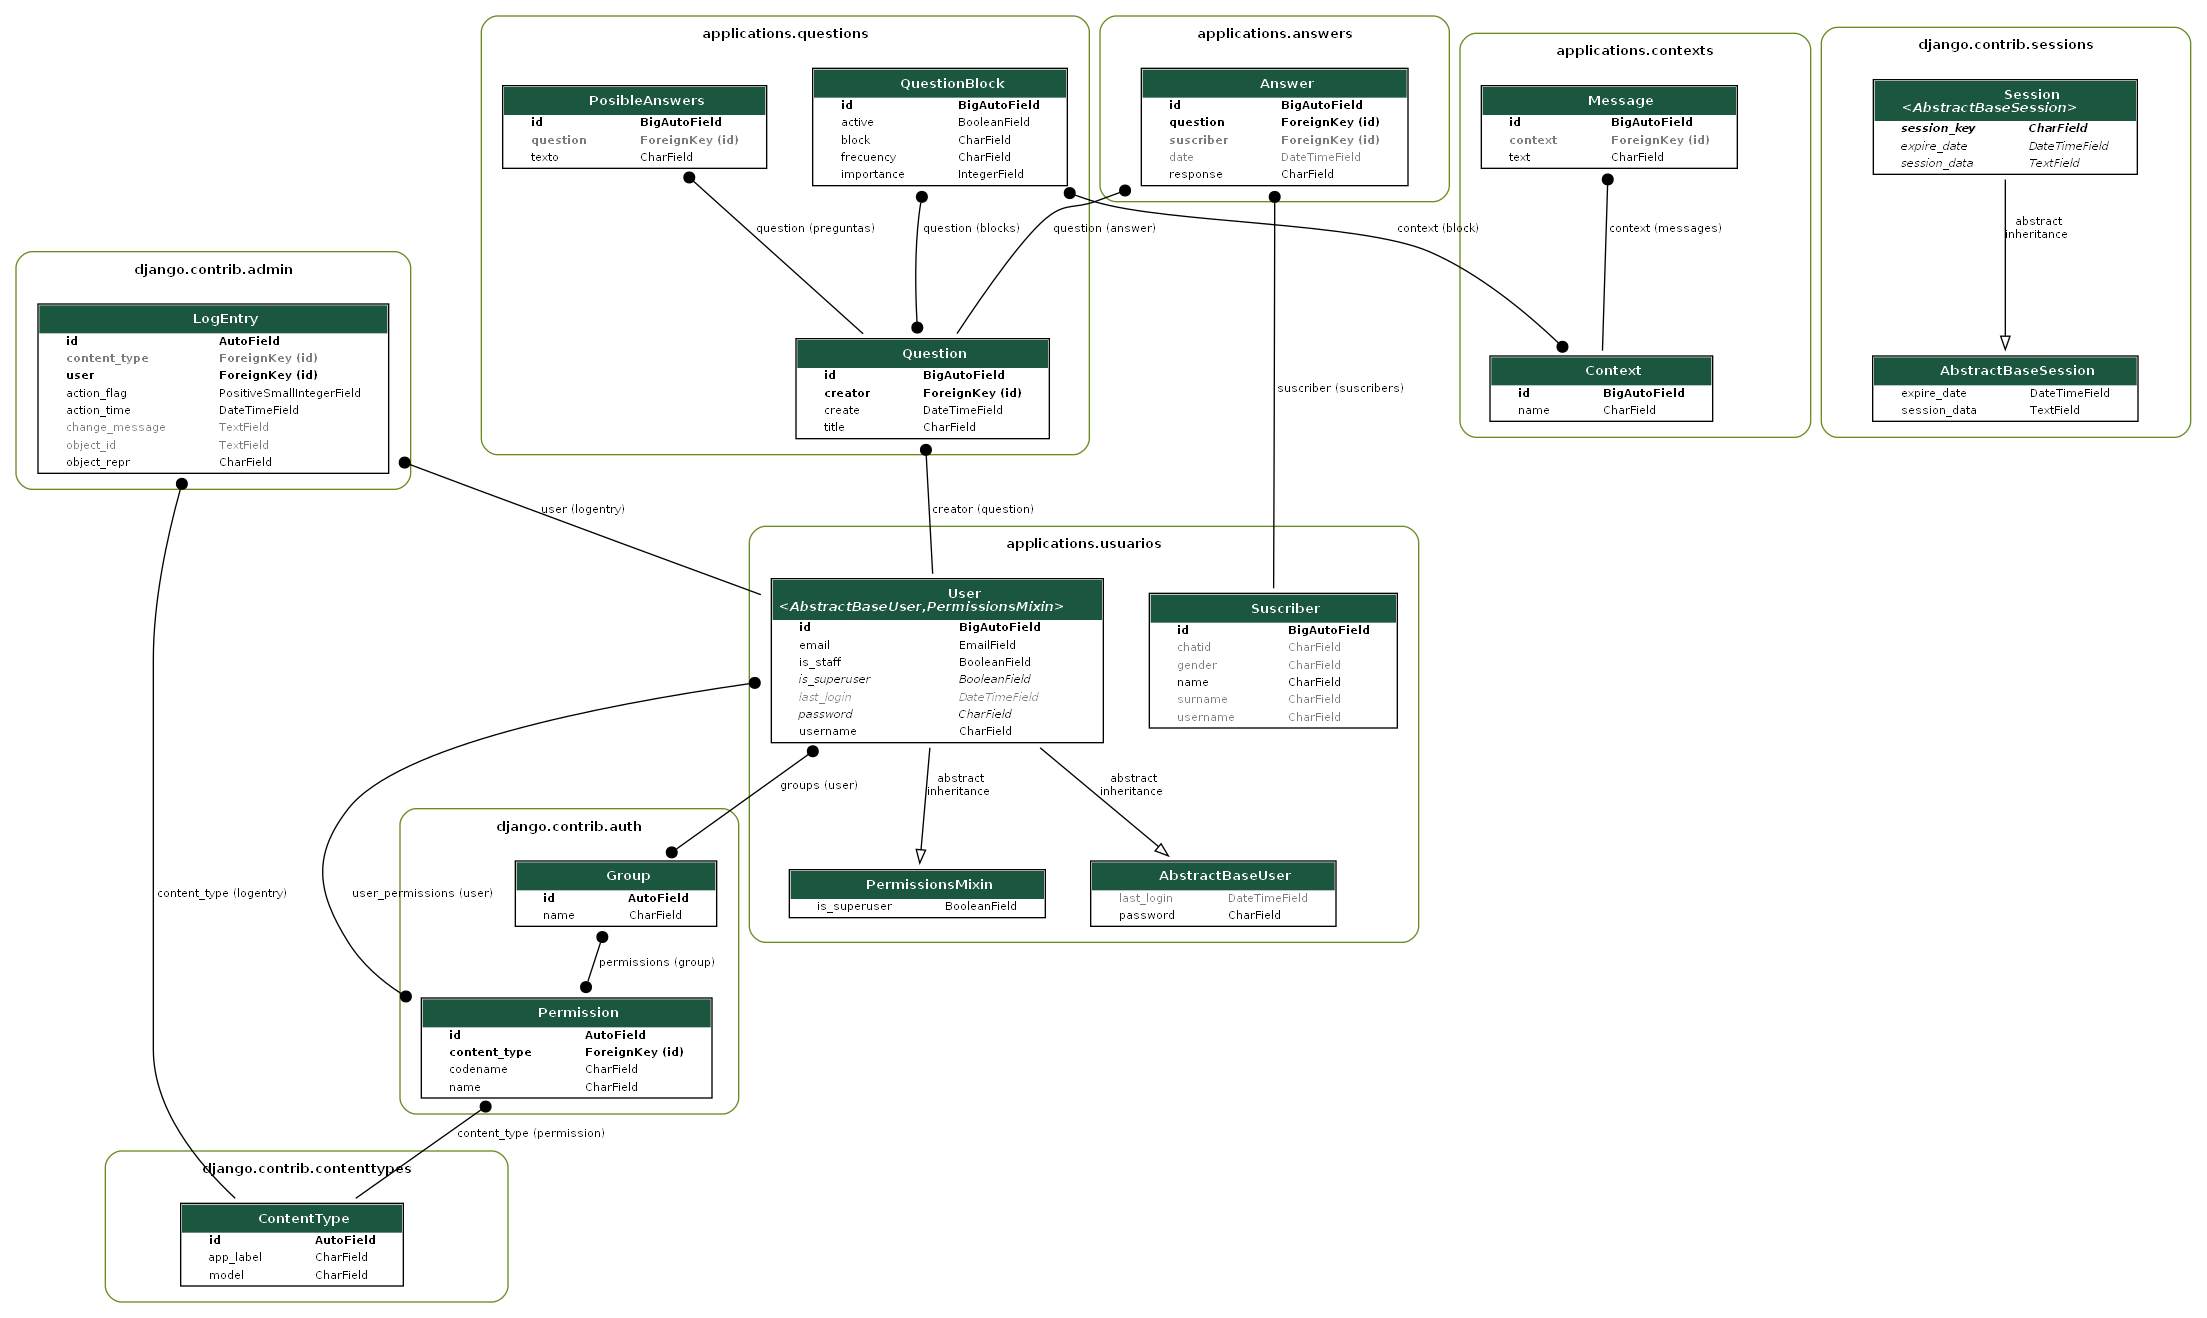 applications.questions
PosibleAnswers
id BigAutoField
question ForeignKey (id)
texto CharField
QuestionBlock
id BigAutoField
active BooleanField
block CharField
frecuency CharField
importance IntegerField
question (preguntas)
question (blocks)
Question
id BigAutoField
creator ForeignKey (id)
create DateTimeField
title CharField
applications.answers
Answer
id BigAutoField
question ForeignKey (id)
suscriber ForeignKey (id)
date DateTimeField
response CharField
question (answer)
context (block)
suscriber (suscribers)
applications.contexts
Message
id BigAutoField
context ForeignKey (id)
text CharField
context (messages)
Context
id BigAutoField
name CharField
django.contrib.sessions
Session
<AbstractBaseSession>
session_key CharField
expire_date DateTimeField
session_data TextField
abstract
inheritance
AbstractBaseSession
expire_date DateTimeField
session_data TextField
django.contrib.admin
LogEntry
id AutoField
content_type ForeignKey (id)
user ForeignKey (id)
action_flag PositiveSmallIntegerField
action_time DateTimeField
change_message TextField
object_id TextField
object_repr CharField
user (logentry)
creator (question)
applications.usuarios
User
<AbstractBaseUser,PermissionsMixin>
id BigAutoField
email EmailField
is_staff BooleanField
is_superuser BooleanField
last_login DateTimeField
password CharField
username CharField
Suscriber
id BigAutoField
chatid CharField
gender CharField
name CharField
surname CharField
username CharField
groups (user)
abstract
inheritance
abstract
inheritance
PermissionsMixin
is_superuser BooleanField
AbstractBaseUser
last_login DateTimeField
password CharField
content_type (logentry)
user_permissions (user)
django.contrib.auth
Group
id AutoField
name CharField
permissions (group)
Permission
id AutoField
content_type ForeignKey (id)
codename CharField
name CharField
content_type (permission)
django.contrib.contenttypes
ContentType
id AutoField
app_label CharField
model CharField